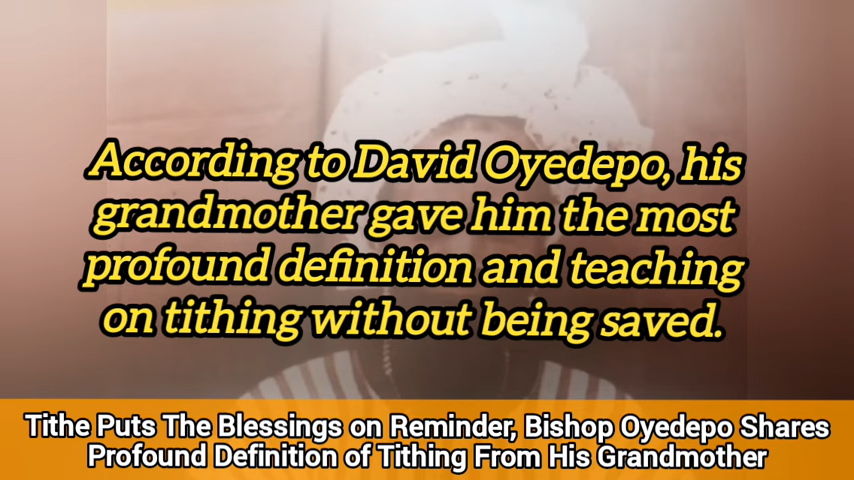 According to David Oyedepo, his
grandmother gave him the most
profound definition and teaching
on tithing without being saved.
Tithe Puts The Blessings on Reminder, Bishop Oyedepo Shares
Profound Definition of Tithing From His Grandmother